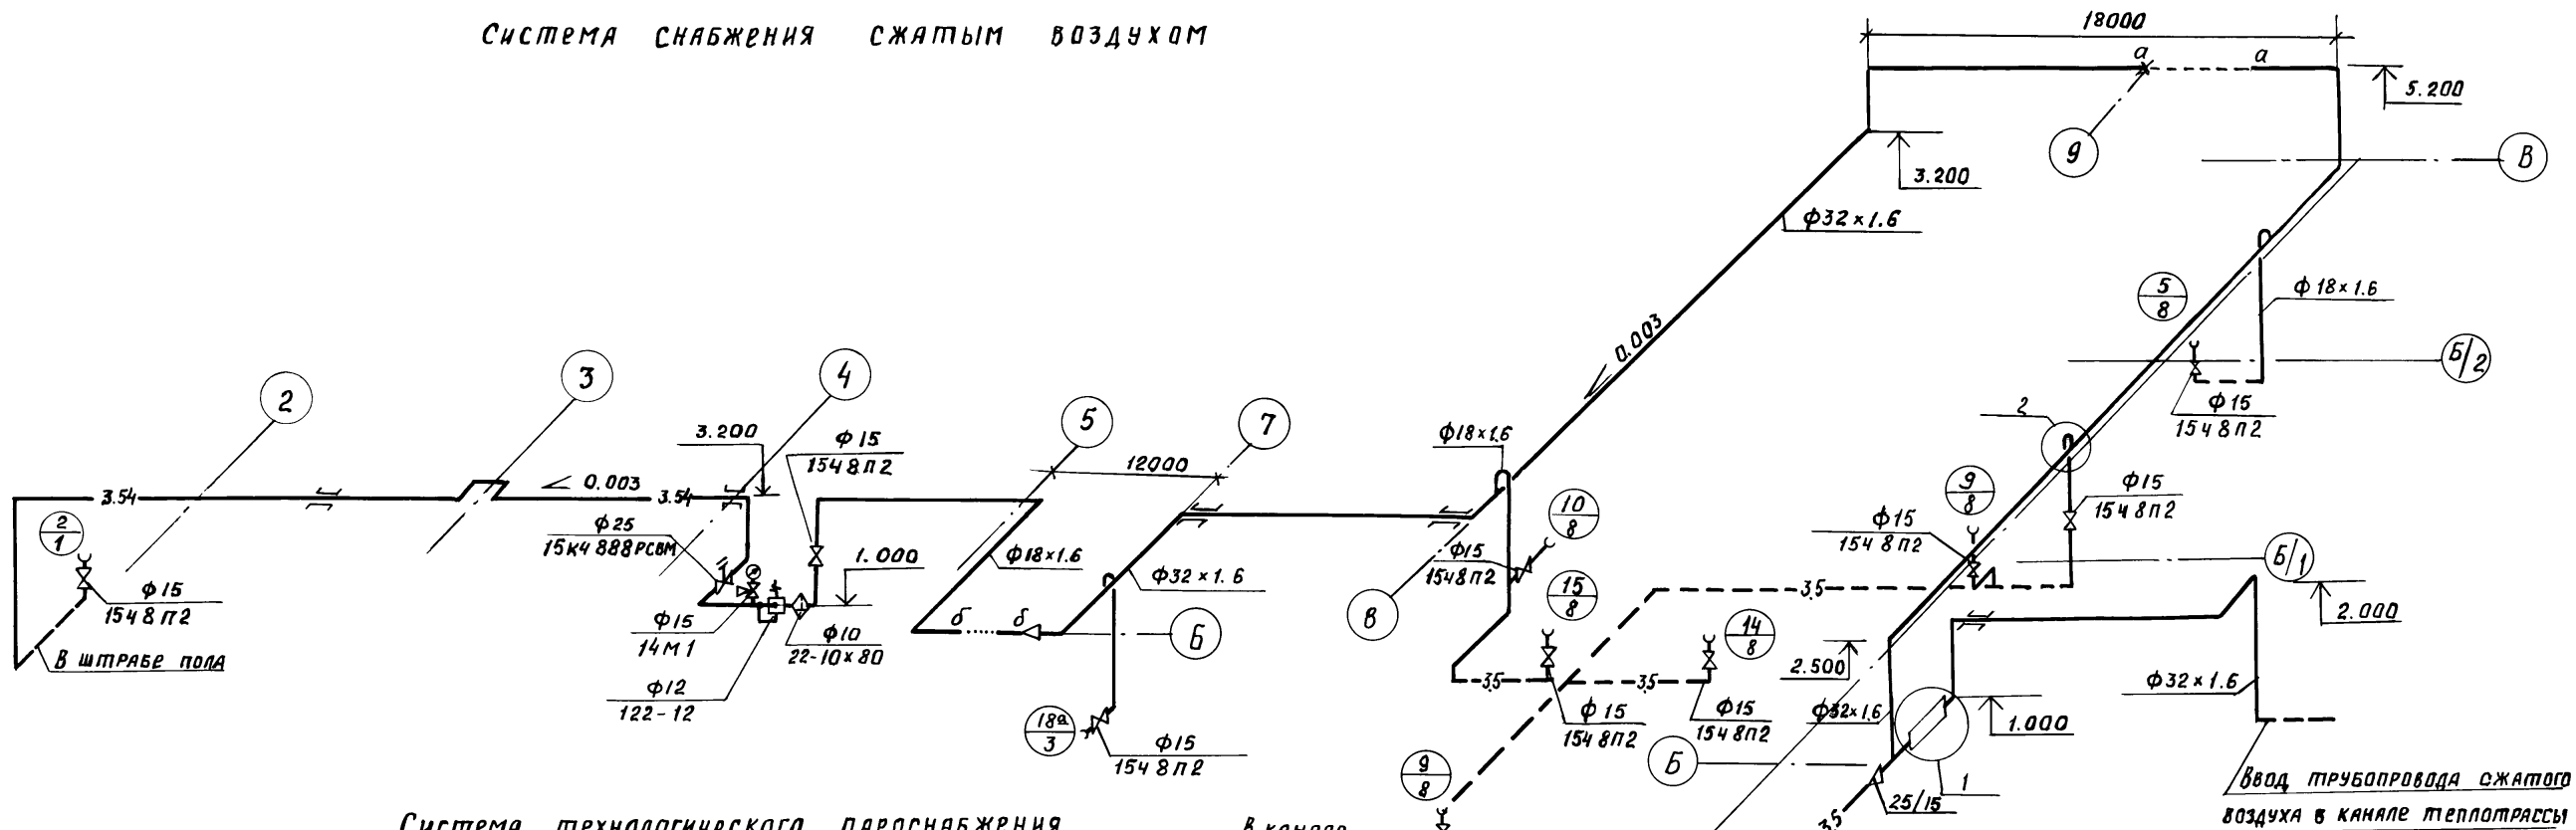 Система снабжения сжатым воздухом
18000
а
а
5.200
9
В
3.200
ф32×1.6
5
8
ф18×1.6
0.003
Б/2
2
3
4
5
7
ф15
15ч8п2
2
3.200
ф15
15ч8п2
12000
ф18×1.6
3.54
0.003
3.54
10
8
9
8
ф15
15ч8п2
ф15
15ч8п2
2
1
ф25
15кч888рсвм
1.000
ф18×1.6
ф32×1.6
ф15
15ч8п2
Б/1
ф15
15ч8п2
15
8
в
3.5
2.000
ф15
14м1
ф10
22-10×80
б
б
Б
14
8
В штрабе пола
2.500
3.5
3.5
ф32×1.6
ф12
122-12
18а
3
ф15
15ч8п2
ф15
15ч8п2
ф15
15ч8п2
ф32×1.6
1.000
Б
9
8
1
25/15
3.5
Ввод трубопровода сжатого
воздуха в канале теплотрассы
Система технологического пароснабжения
В канале